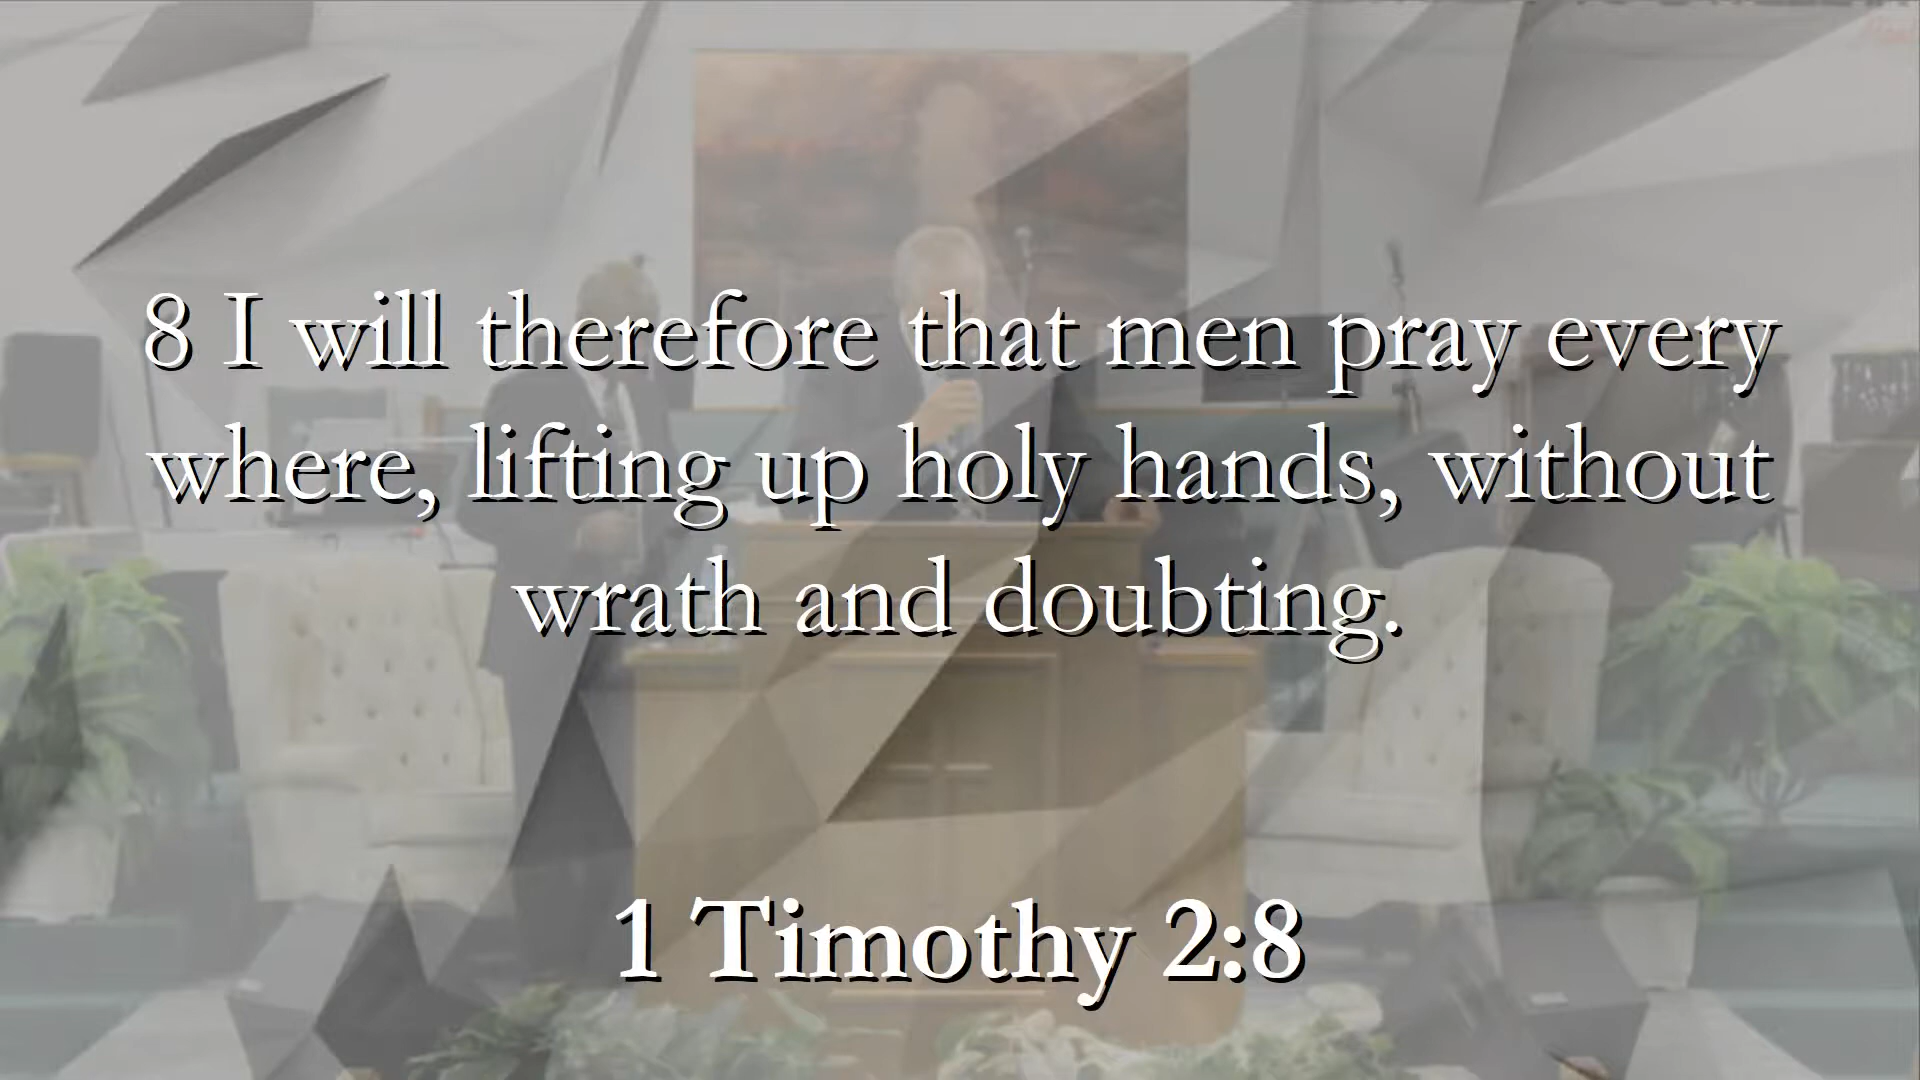 8 I will therefore that men pray every
where, lifting up holy hands, without
wrath and doubting.
1 Timothy 2:8